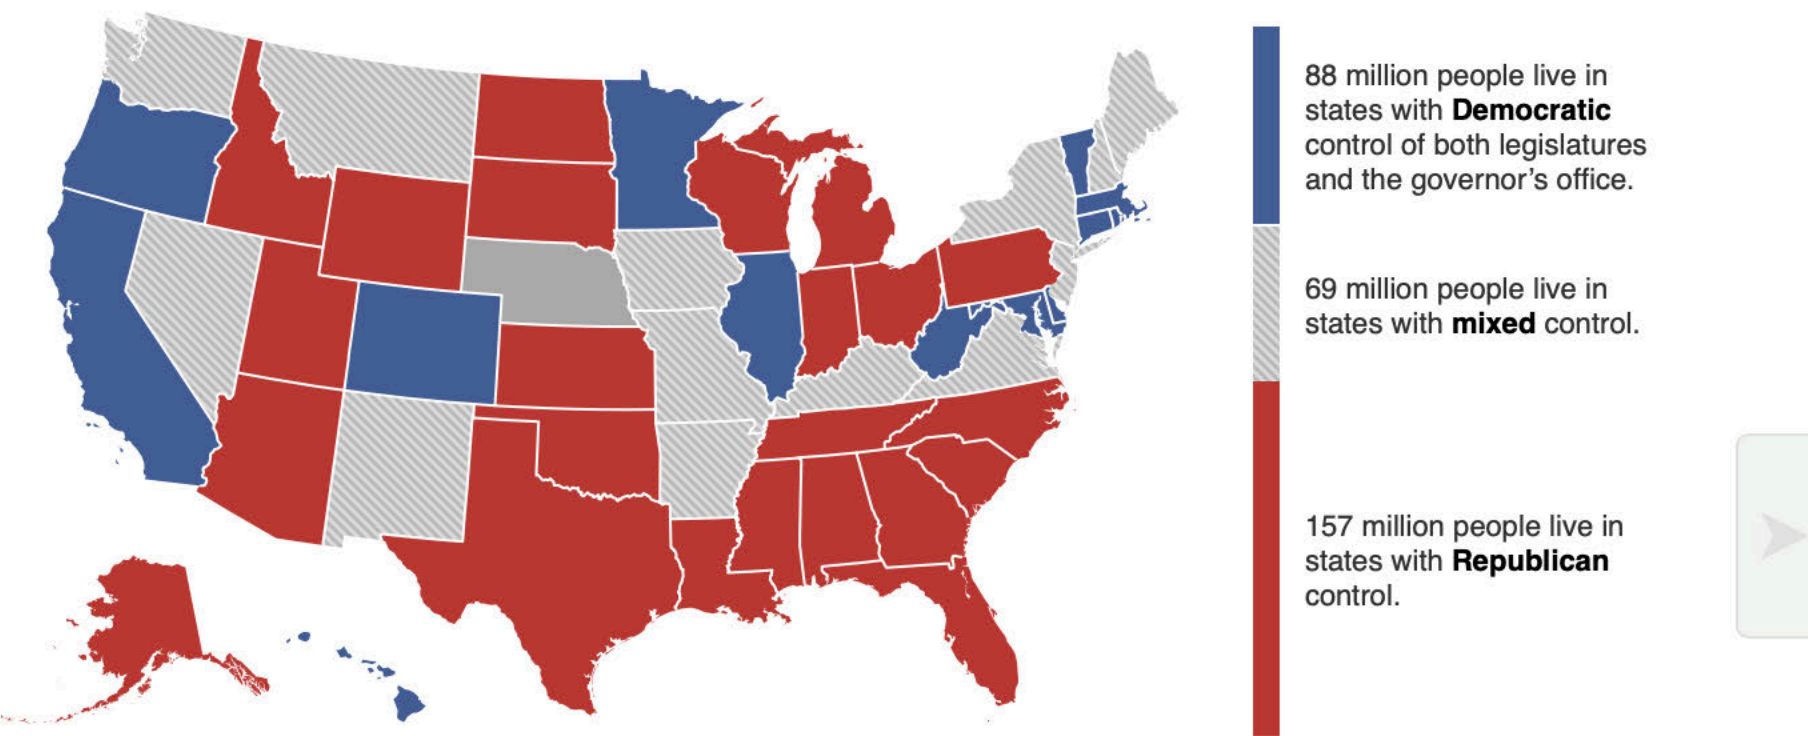 88 million people live in
states with Democratic
control of both legislatures
and the governor’s office.
69 million people live in
states with mixed control.
157 million people live in
states with Republican
control.